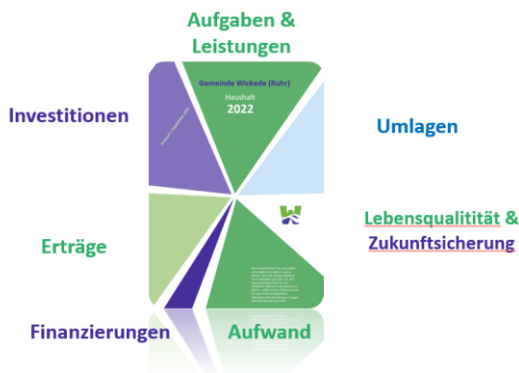 Aufgaben &
Leistungen
Gemeinde Wickede (Ruhr)
Haushalt
2022
Investitionen
Umlagen
Lebensqualitität &
Zukunftsicherung
Erträge
Finanzierungen
Aufwand